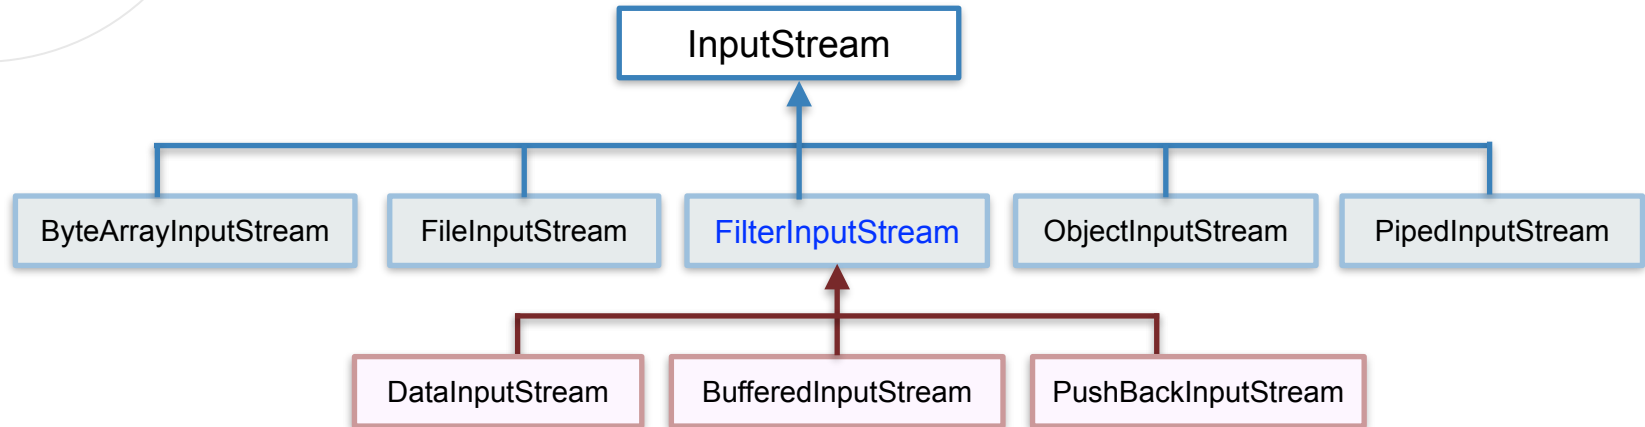 InputStream
ByteArrayInputStream
FileInputStream
FilterInputStream
ObjectInputStream
PipedInputStream
DataInputStream
BufferedInputStream
PushBackInputStream